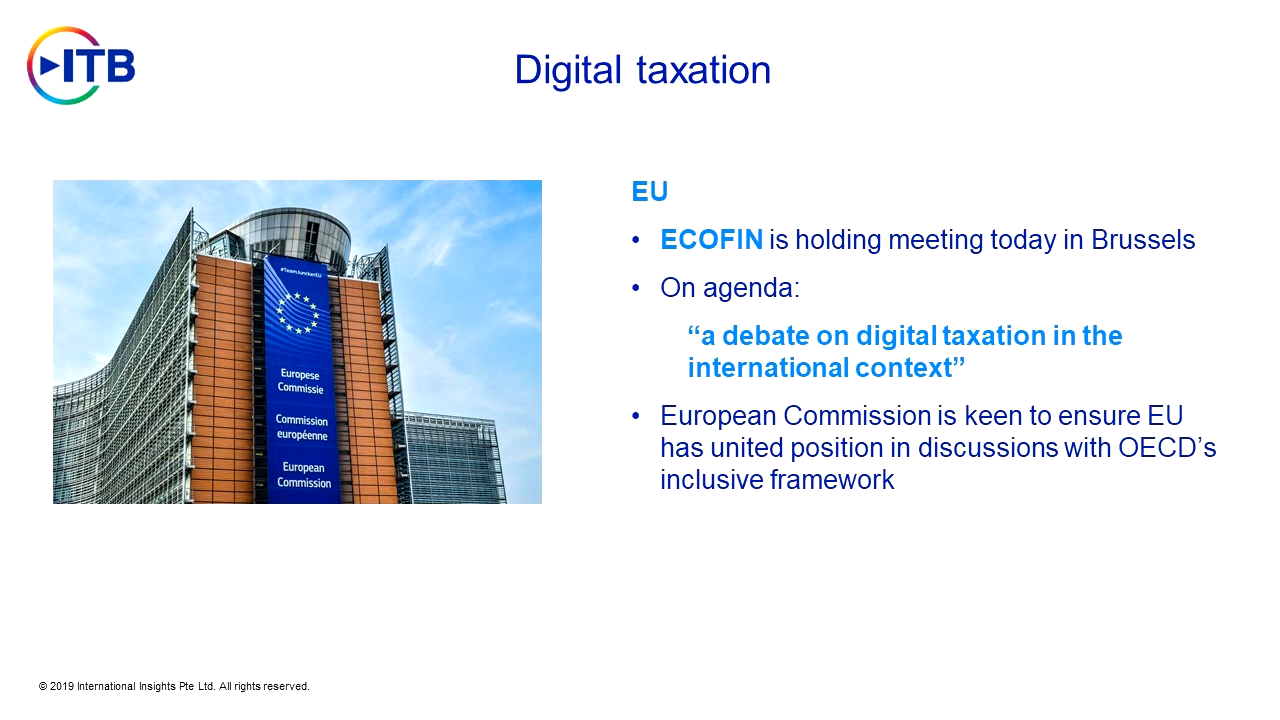 ITB
Digital taxation
#TeamJunckerEU
Europese
Commissie
Commission
européenne
European
Commission
EU
• ECOFIN is holding meeting today in Brussels
• On agenda:
“a debate on digital taxation in the
international context”
• European Commission is keen to ensure EU
has united position in discussions with OECD’s
inclusive framework
© 2019 International Insights Pte Ltd. All rights reserved.